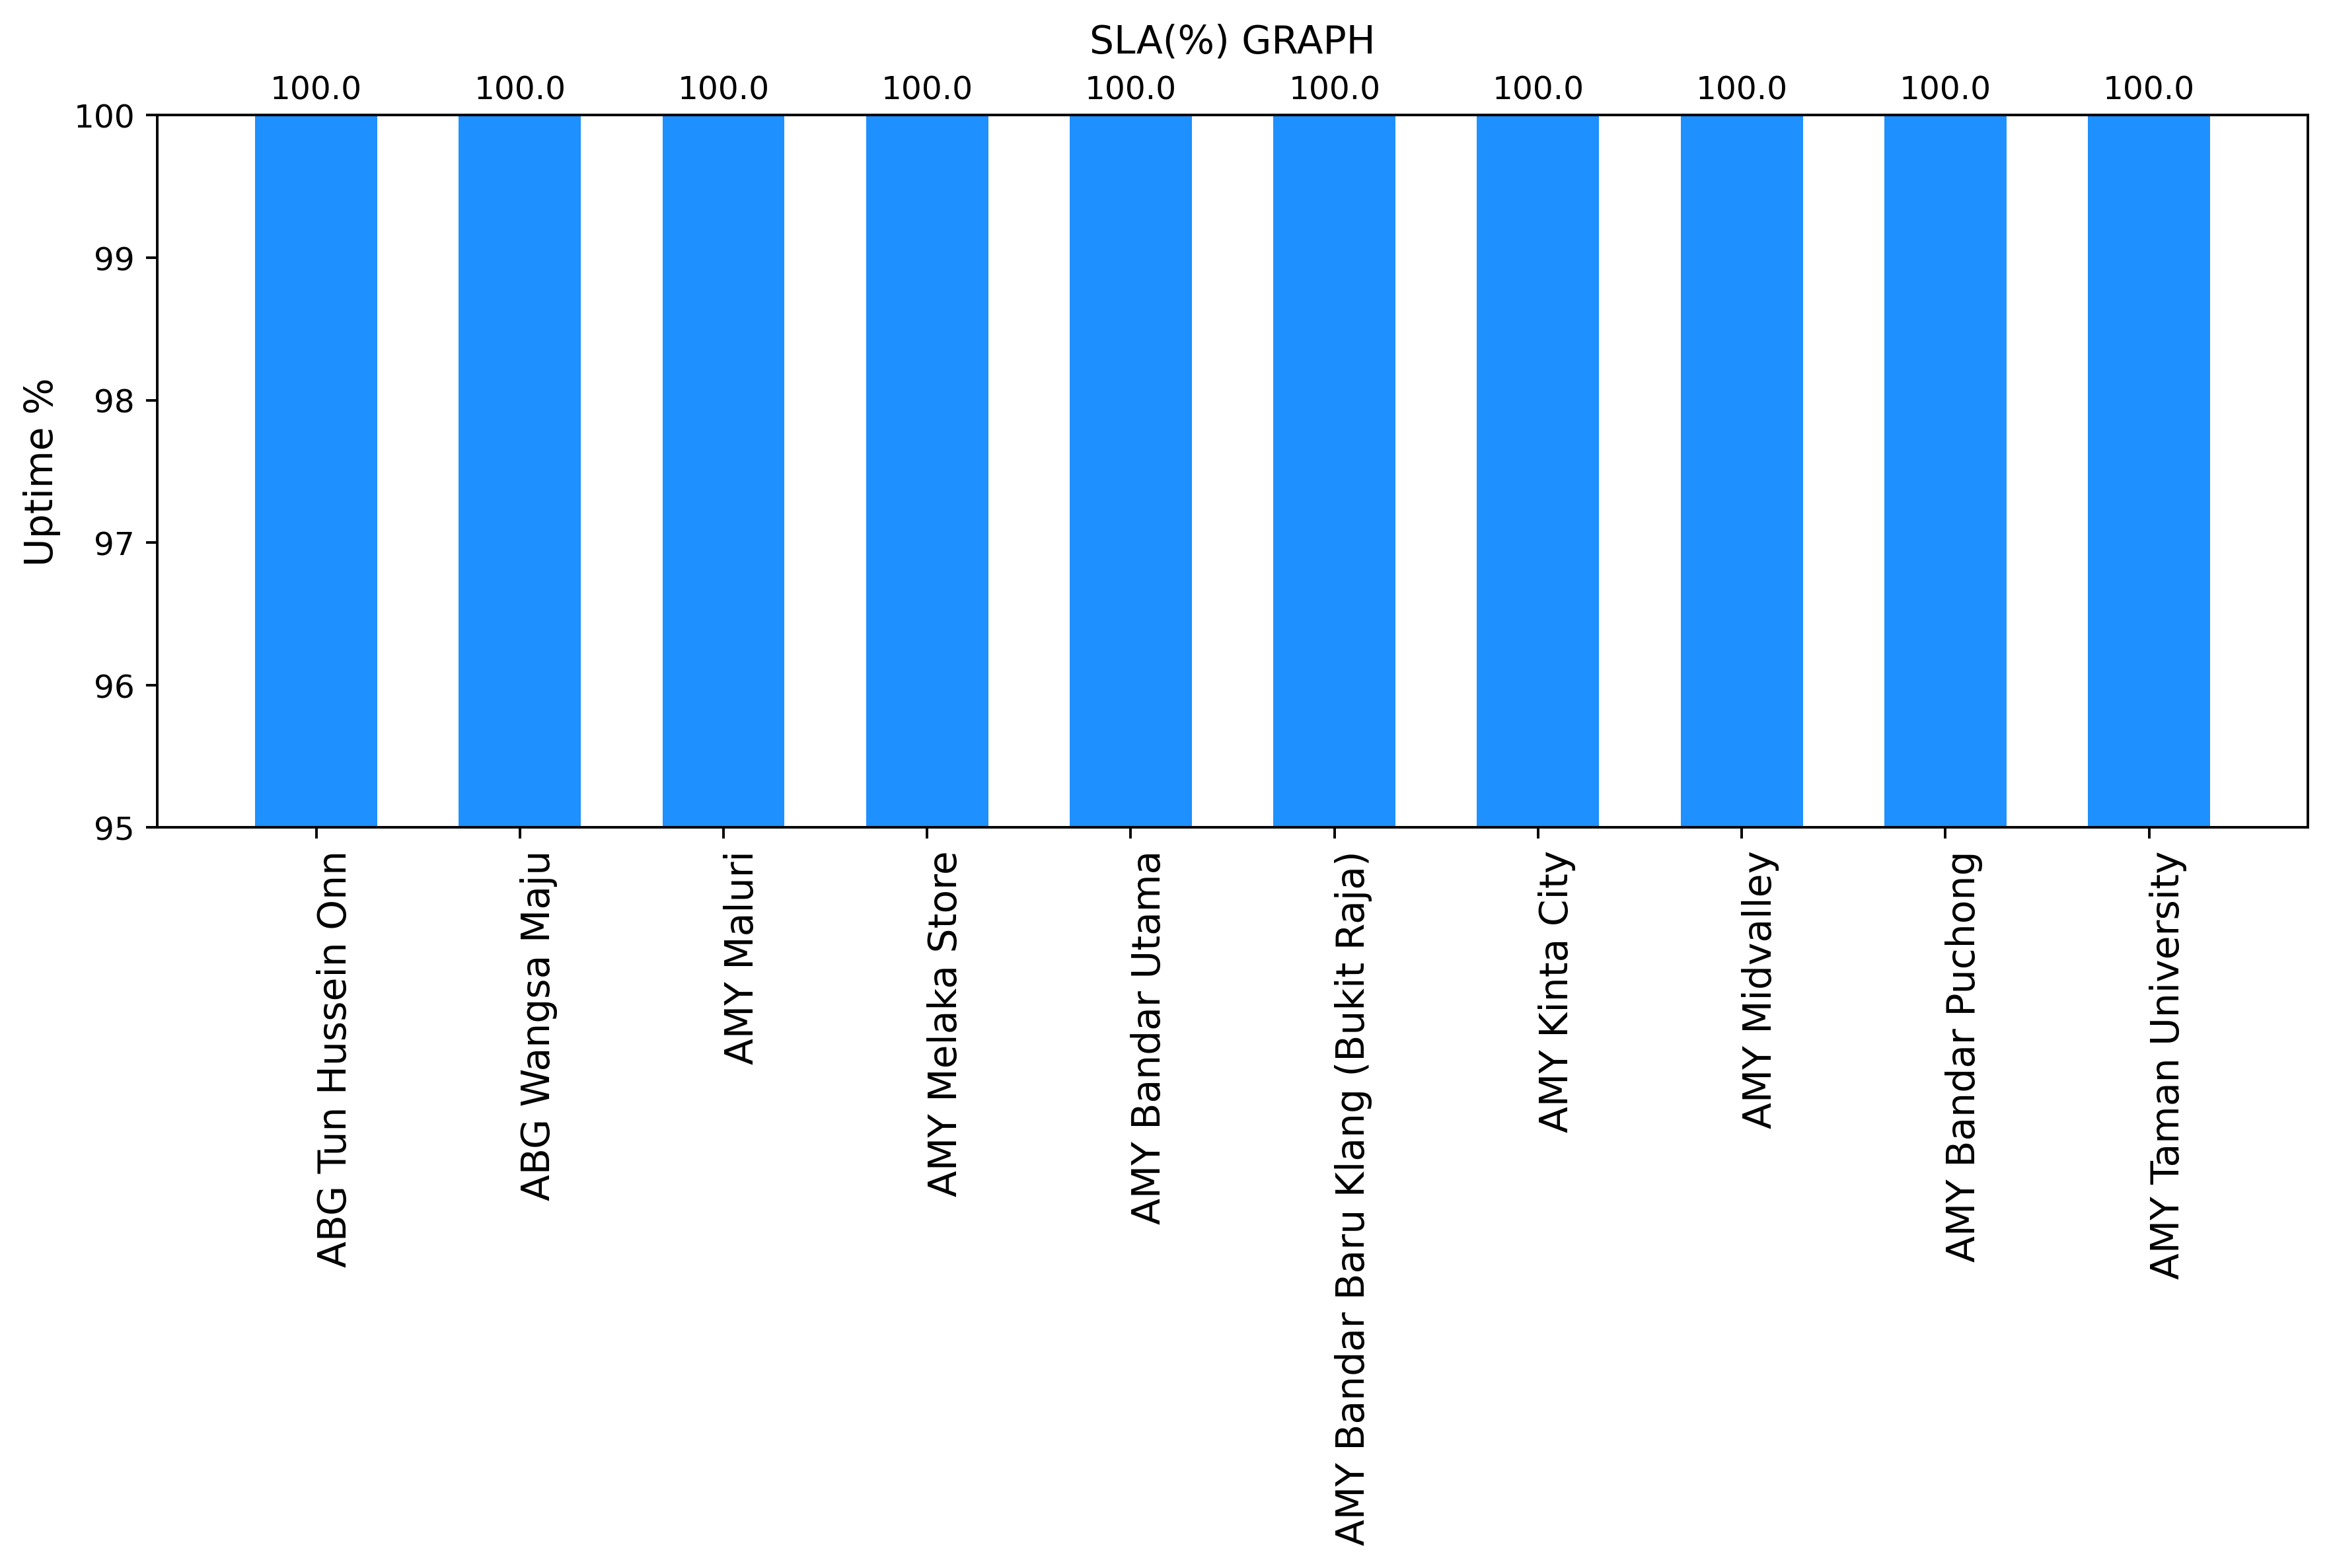 SLA(%) GRAPH
100.0 100.0 100.0 100.0 100.0 100.0 100.0 100.0 100.0 100.0
100
99
98
97
96
95
Uptime %
ABG Tun Hussein Onn
ABG Wangsa Maju
AMY Maluri
AMY Melaka Store
AMY Bandar Utama
AMY Bandar Baru Klang (Bukit Raja)
AMY Kinta City
AMY Midvalley
AMY Bandar Puchong
AMY Taman University